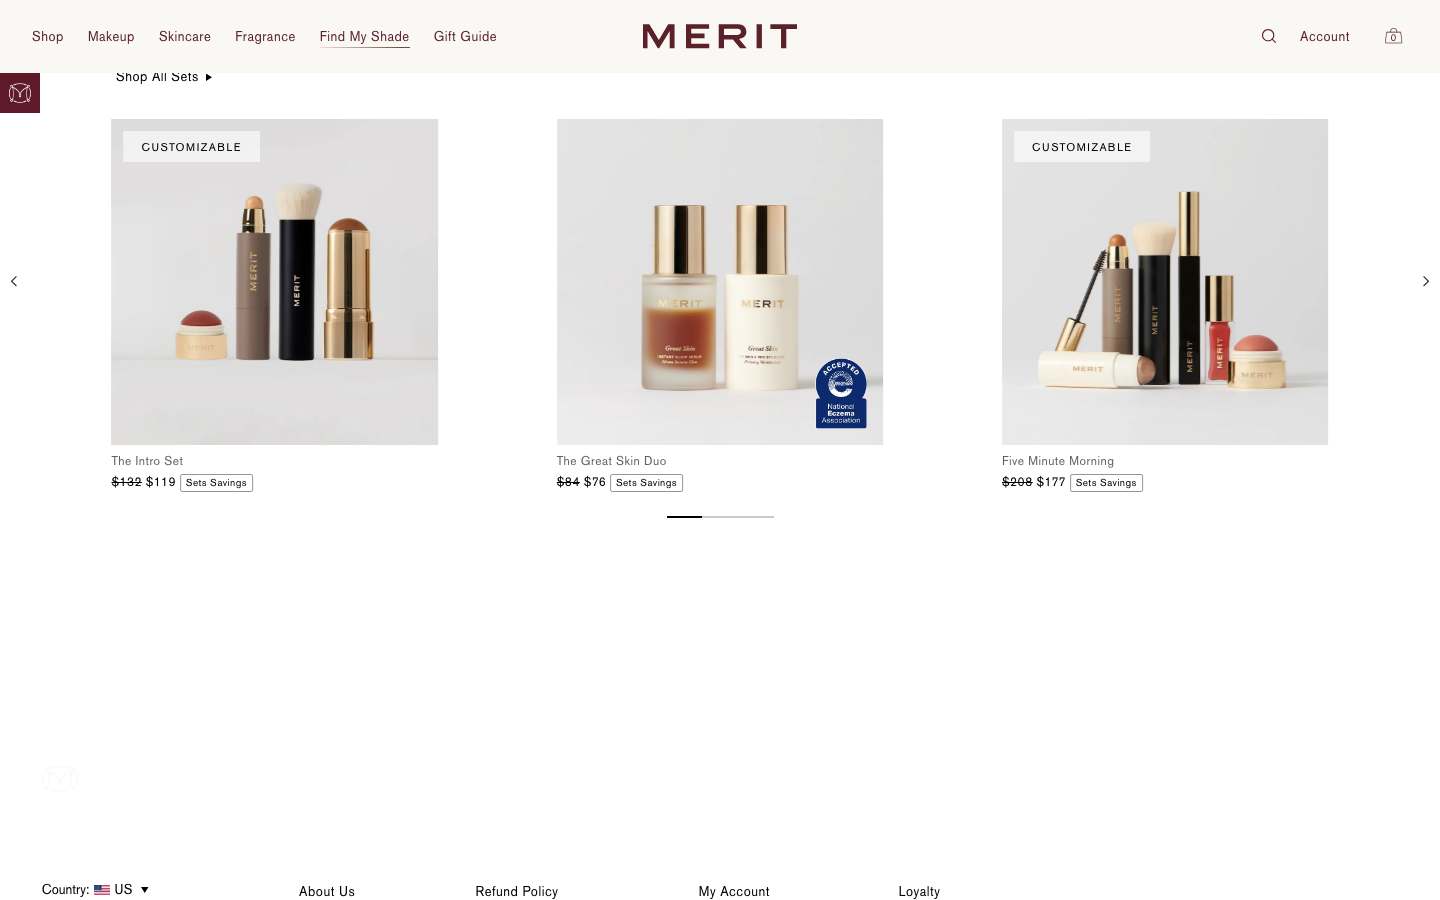 Shop Makeup Skincare Fragrance Find My Shade Gift Guide
MERIT
Account
0
Shop All Sets
CUSTOMIZABLE
MERIT
MERIT
MERIT
The Intro Set
$132 $119 Sets Savings
MERIT
Great Skin
MERIT
Great Skin
ACCEPTED
National
Eczema
Association
The Great Skin Duo
$84 $76 Sets Savings
CUSTOMIZABLE
MERIT
MERIT
MERIT
MERIT
MERIT
MERIT
Five Minute Morning
$208 $177 Sets Savings
Country: US
About Us
Refund Policy
My Account
Loyalty